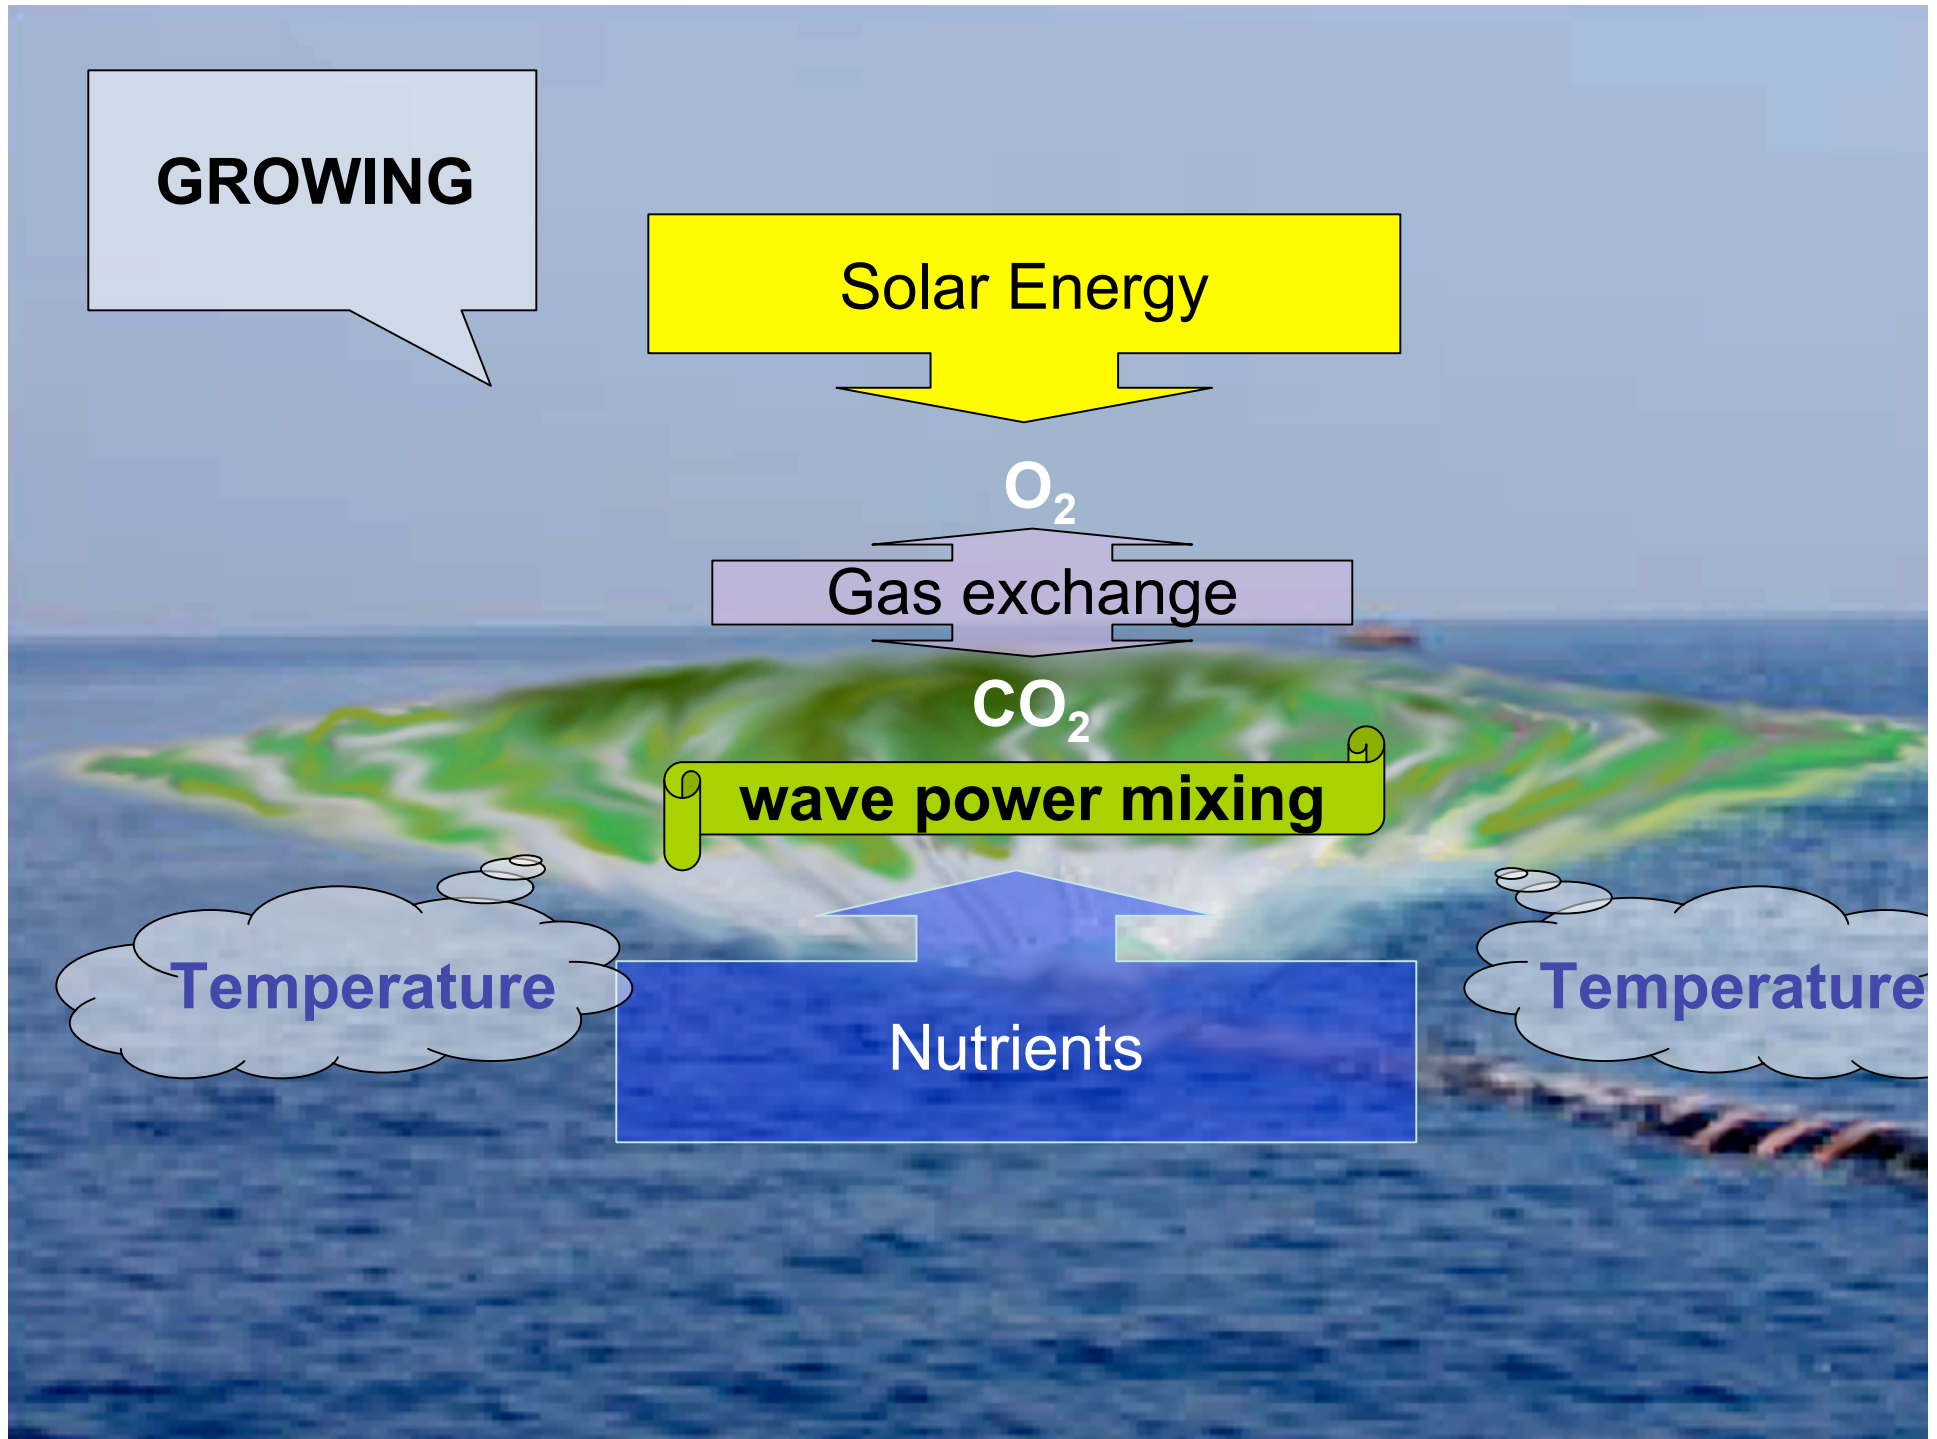 GROWING
Solar Energy
O₂
Gas exchange
CO₂
wave power mixing
Temperature
Temperature
Nutrients